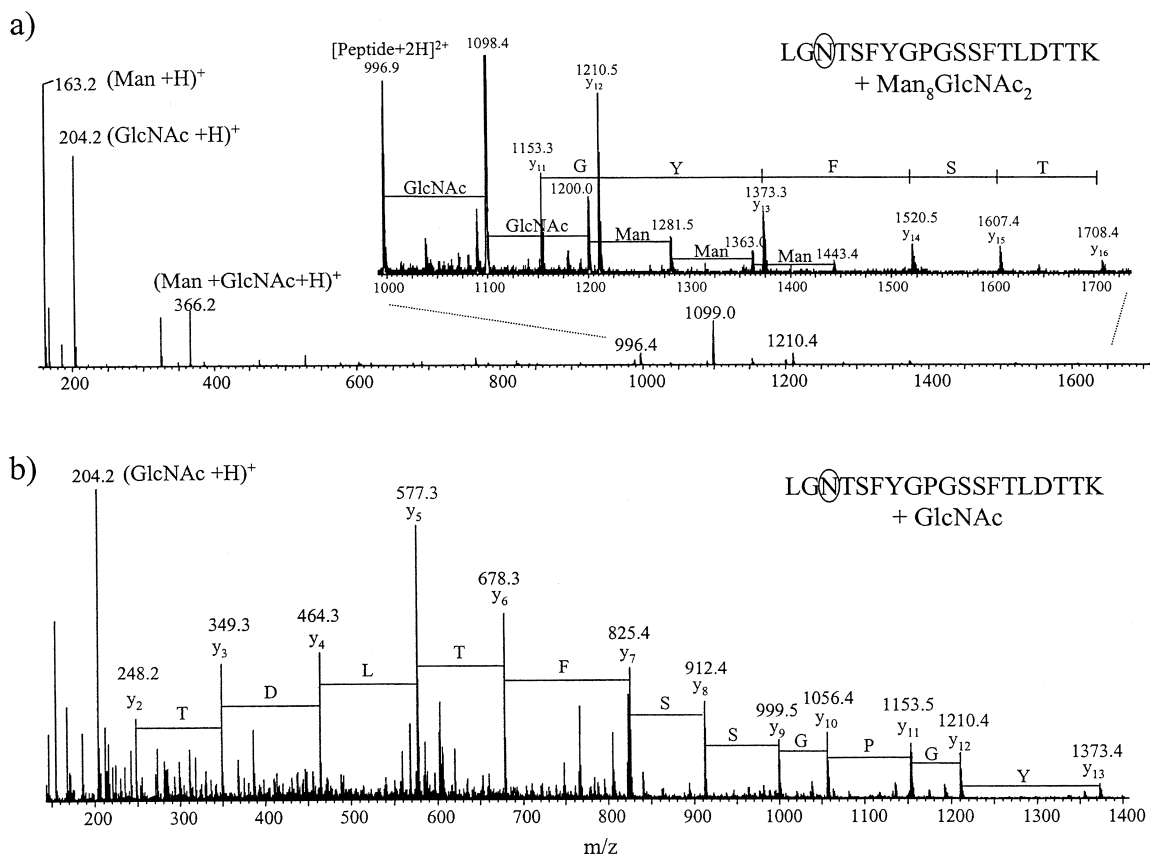 a)
[Peptide+2H]2+
996.9
1098.4
1210.5
y12
LGNTSFYGPGSSFTLDTTK
+ Man8GlcNAc2
163.2 (Man +H)+
204.2 (GlcNAc +H)+
1153.3
y11
G Y F S T
GlcNAc
1200.0
1373.3
y13
GlcNAc
Man
1281.5
Man
1363.0
Man
1443.4
1520.5
y14
1607.4
y15
1708.4
y16
1000 1100 1200 1300 1400 1500 1600 1700
(Man +GlcNAc+H)+
366.2
996.4
1099.0
1210.4
200 400 600 800 1000 1200 1400 1600
b)
204.2 (GlcNAc +H)+
LGNTSFYGPGSSFTLDTTK
+ GlcNAc
577.3
y5
678.3
y6
349.3
y3
464.3
y4
825.4
y7
248.2
y2
912.4
y8
999.5
y9
1056.4
y10
1153.5
y11
1210.4
y12
1373.4
y13
T D L T F S S G P G Y
200 300 400 500 600 700 800 900 1000 1100 1200 1300 1400
m/z